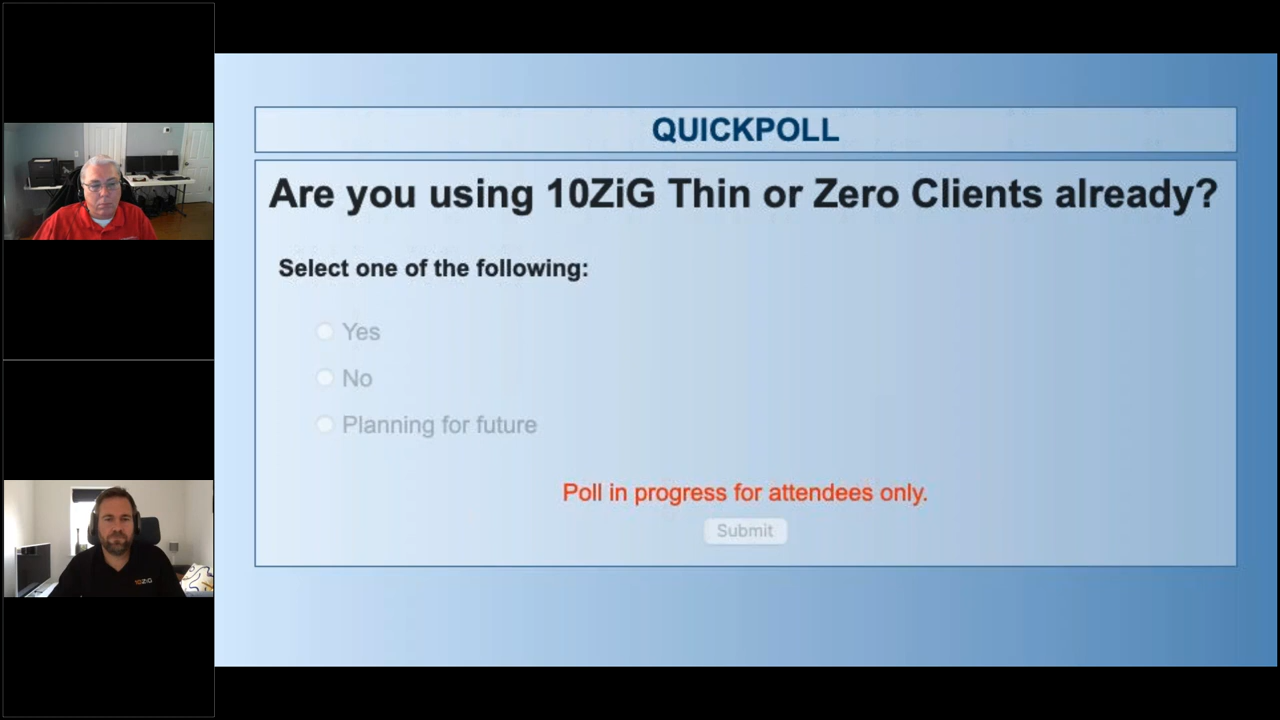 QUICKPOLL
Are you using 10ZiG Thin or Zero Clients already?
Select one of the following:
Yes
No
Planning for future
Poll in progress for attendees only.
Submit
10ZiG